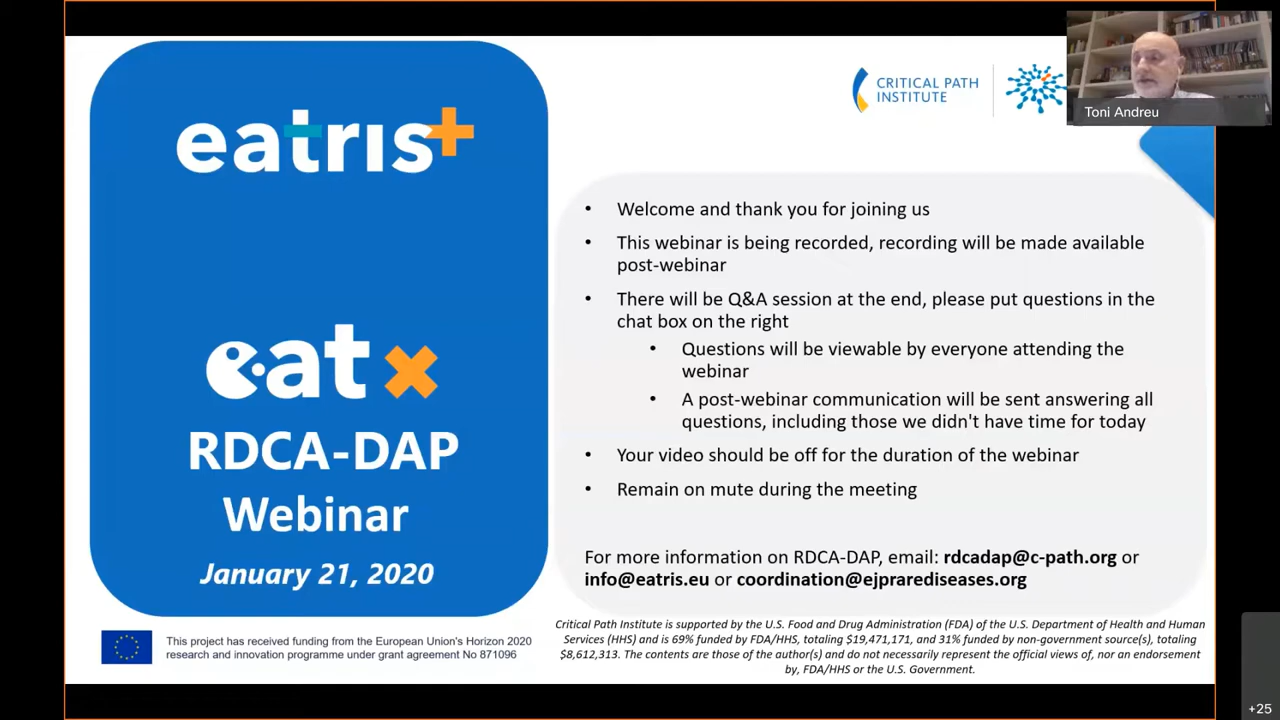 eatris+
eat x
RDCA-DAP
Webinar
January 21, 2020
This project has received funding from the European Union's Horizon 2020
research and innovation programme under grant agreement No 871096
CRITICAL PATH
INSTITUTE
Toni Andreu
• Welcome and thank you for joining us
• This webinar is being recorded, recording will be made available
post-webinar
• There will be Q&A session at the end, please put questions in the
chat box on the right
• Questions will be viewable by everyone attending the
webinar
• A post-webinar communication will be sent answering all
questions, including those we didn't have time for today
• Your video should be off for the duration of the webinar
• Remain on mute during the meeting
For more information on RDCA-DAP, email: rdcadap@c-path.org or
info@eatris.eu or coordination@ejprarediseases.org
Critical Path Institute is supported by the U.S. Food and Drug Administration (FDA) of the U.S. Department of Health and Human
Services (HHS) and is 69% funded by FDA/HHS, totaling $19,471,171, and 31% funded by non-government source(s), totaling
$8,612,313. The contents are those of the author(s) and do not necessarily represent the official views of, nor an endorsement
by, FDA/HHS or the U.S. Government.
+25